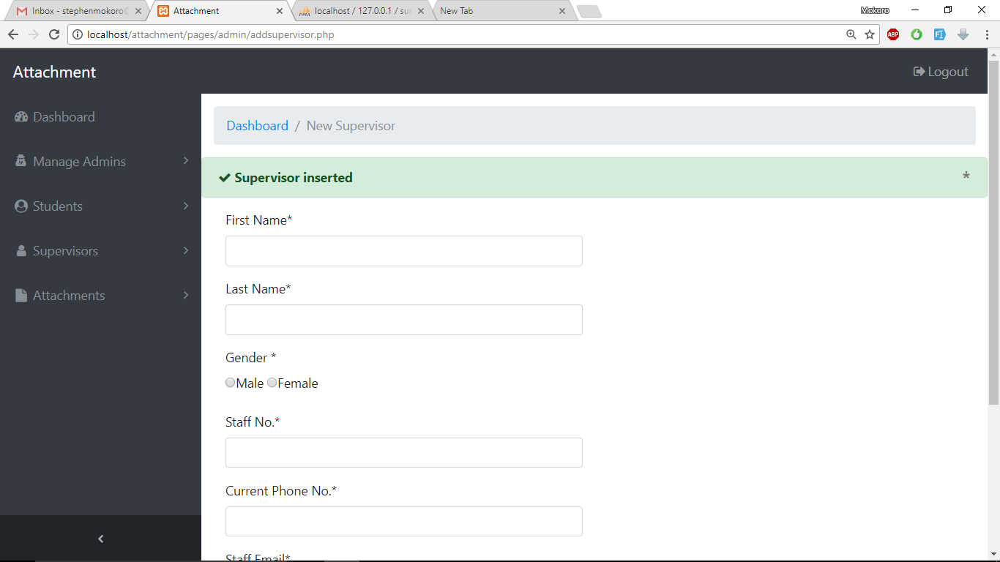 Inbox - stephenmokoro@
Attachment
localhost / 127.0.0.1 / sua
New Tab
Mokoro
localhost/attachment/pages/admin/addsupervisor.php
ABP
Attachment
Logout
Dashboard
Manage Admins
Students
Supervisors
Attachments
Dashboard / New Supervisor
Supervisor inserted
*
First Name*
Last Name*
Gender *
Male Female
Staff No.*
Current Phone No.*
Staff Email*